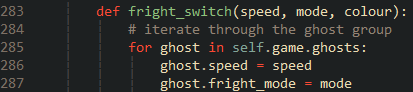 283 def fright_switch(speed, mode, colour):
284 # iterate through the ghost group
285 for ghost in self.game.ghosts:
286 ghost.speed = speed
287 ghost.fright_mode = mode